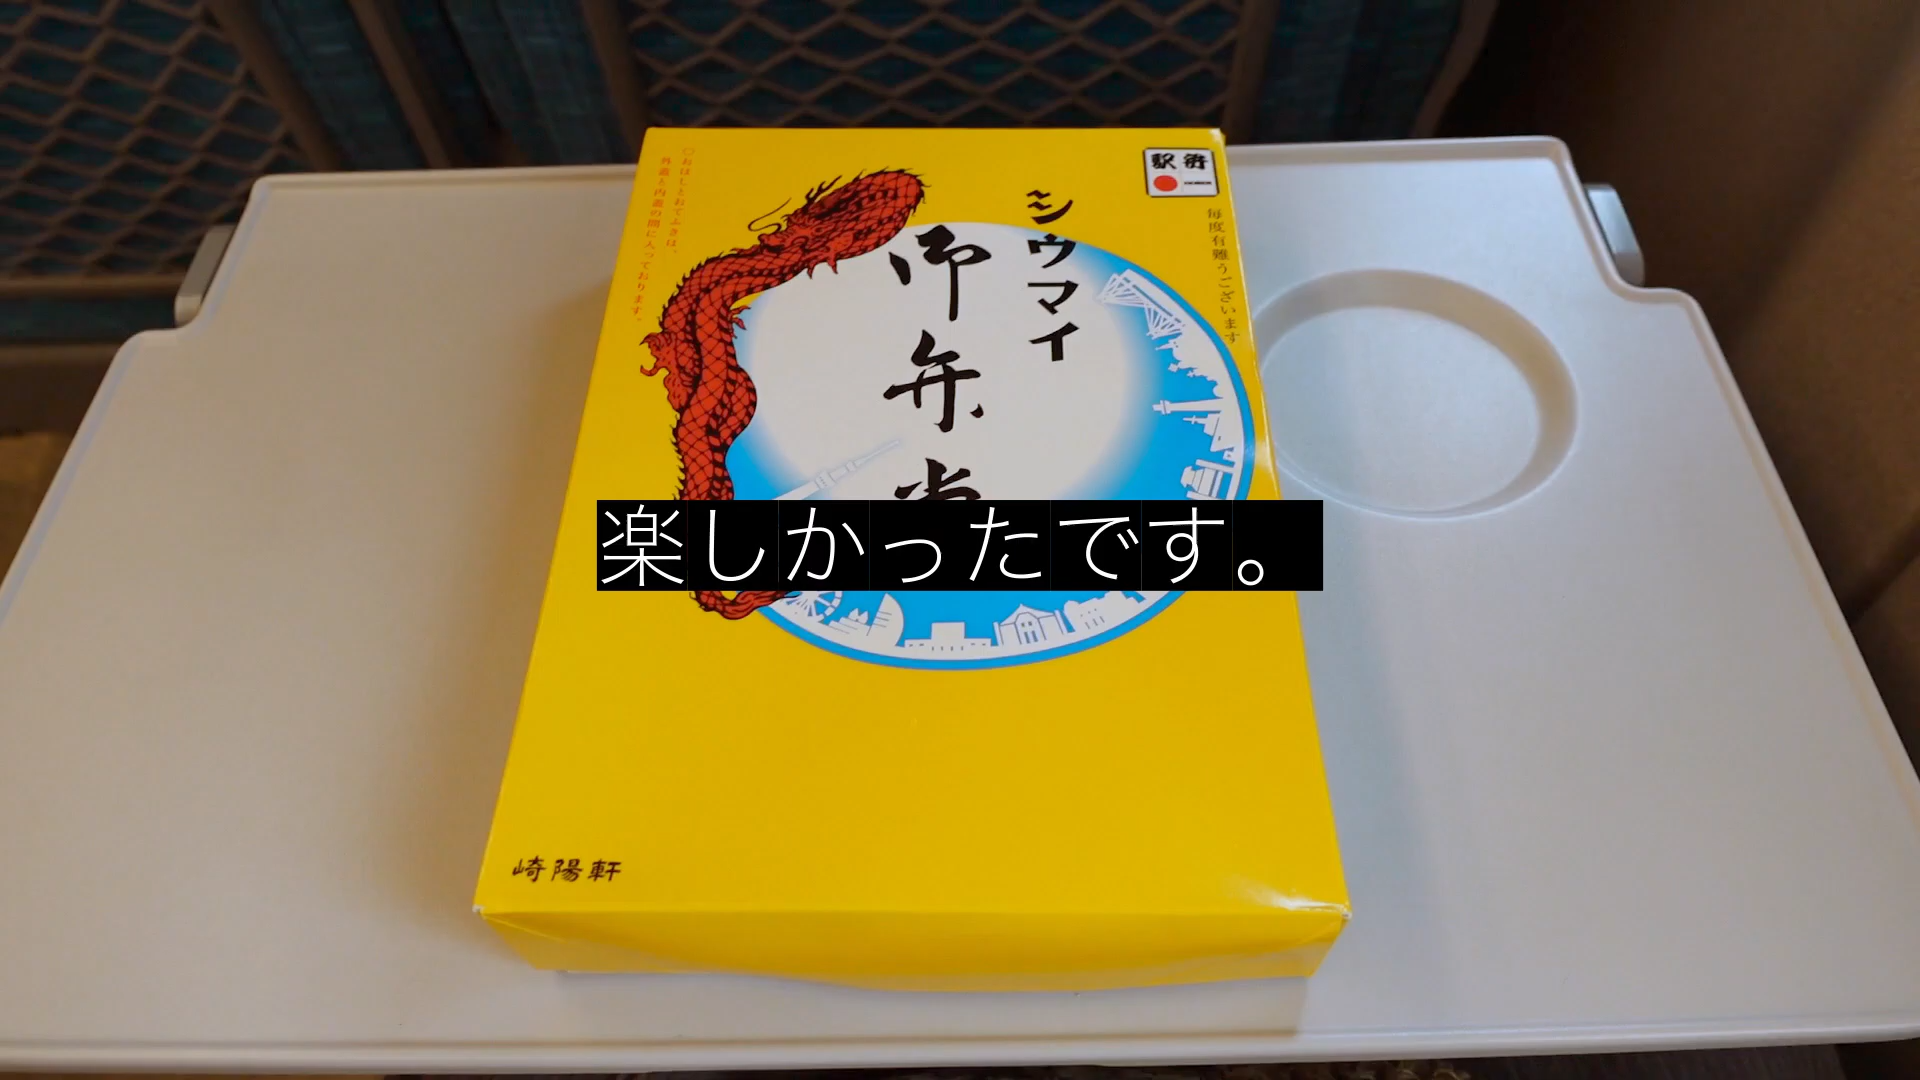 駅弁
毎度有難うございます
シウマイ
御弁当
♡おはしとおてふきは、
外蓋と内蓋の間に入っております。
楽しかったです。
崎陽軒